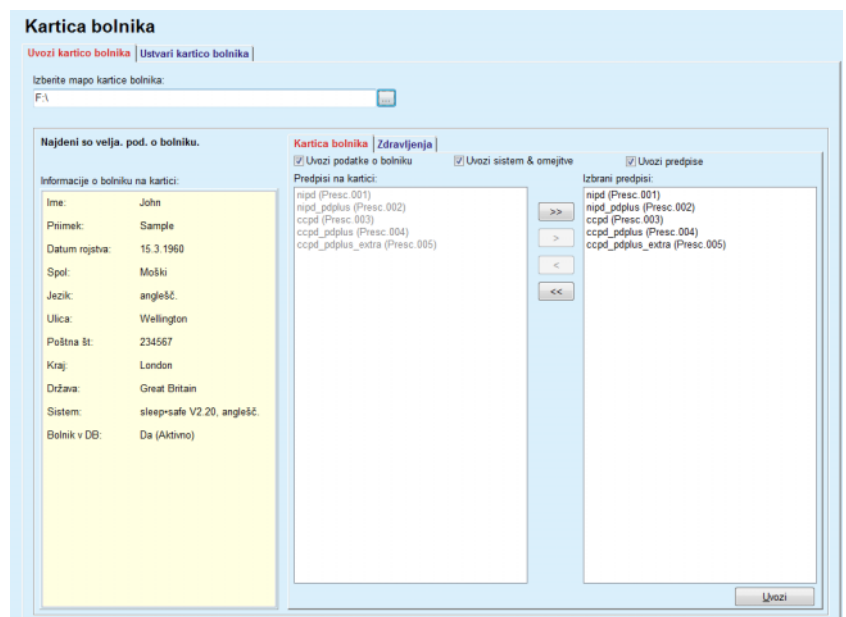 Kartica bolnika
Uvozi kartico bolnika Ustvari kartico bolnika
Izberite mapo kartice bolnika:
F:\
...
Najdeni so velja. pod. o bolniku.
Informacije o bolniku na kartici:
Ime: John
Priimek: Sample
Datum rojstva: 15.3.1960
Spol: Moški
Jezik: anglešč.
Ulica: Wellington
Poštna št: 234567
Kraj: London
Država: Great Britain
Sistem: sleep•safe V2.20, anglešč.
Bolnik v DB: Da (Aktivno)
Kartica bolnika Zdravljenja
Uvozi podatke o bolniku Uvozi sistem & omejitve Uvozi predpise
Predpisi na kartici:
nipd (Presc.001)
nipd_pdplus (Presc.002)
ccpd (Presc.003)
ccpd_pdplus (Presc.004)
ccpd_pdplus_extra (Presc.005)
>>
>
<
<<
Izbrani predpisi:
nipd (Presc.001)
nipd_pdplus (Presc.002)
ccpd (Presc.003)
ccpd_pdplus (Presc.004)
ccpd_pdplus_extra (Presc.005)
Uvozi